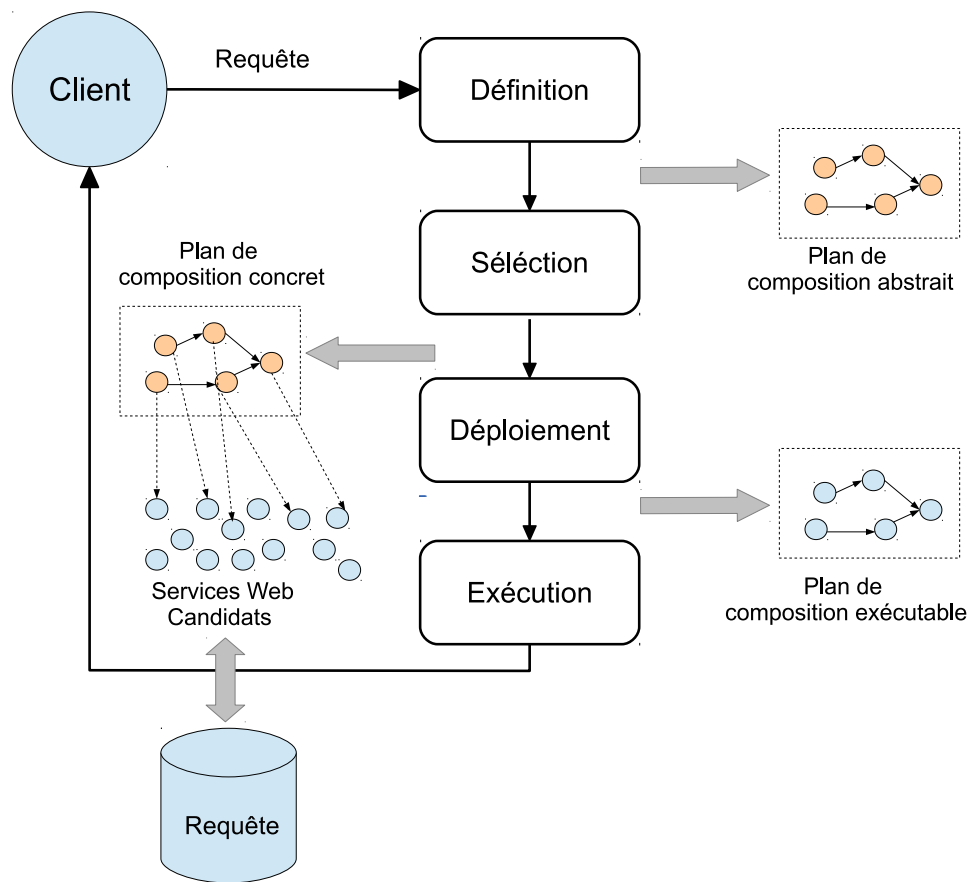 Client
Requête
Définition
Plan de
composition abstrait
Séléction
Plan de
composition concret
Déploiement
Services Web
Candidats
Exécution
Plan de
composition exécutable
Requête